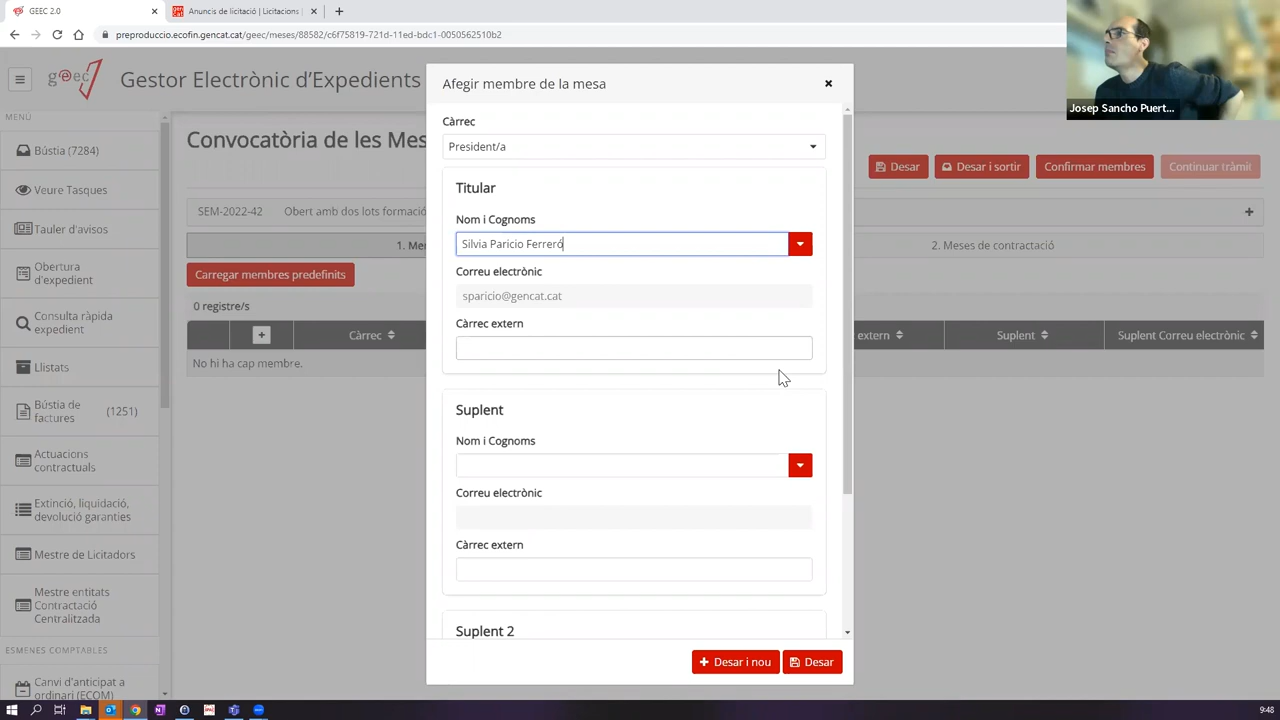 GEEC 2.0
Anuncis de licitació | Licitacions
preproduccio.ecofin.gencat.cat/geec/meses/88582/c6f75819-721d-11ed-bdc1-0050562510b2
geec
Gestor Electrònic d'Expedients
MENÚ
Bústia (7284)
Veure Tasques
Tauler d'avisos
Obertura
d'expedient
Consulta ràpida
expedient
Llistats
Bústia de
factures
(1251)
Actuacions
contractuals
Extinció, liquidació,
devolució garanties
Mestre de Licitadors
Mestre entitats
Contractació
Centralitzada
ESMENES COMPTABLES
Canvi d'anticipat a
ordinari (ECOM)
Convocatòria de les Mes
Desar
Desar i sortir
Confirmar membres
Continuar tràmit
SEM-2022-42
Obert amb dos lots formació
1. Me
2. Meses de contractació
Carregar membres predefinits
0 registre/s
Càrrec
extern
Suplent
Suplent Correu electrònic
No hi ha cap membre.
Afegir membre de la mesa
Càrrec
President/a
Titular
Nom i Cognoms
Silvia Paricio Ferreró
Correu electrònic
sparicio@gencat.cat
Càrrec extern
Suplent
Nom i Cognoms
Correu electrònic
Càrrec extern
Suplent 2
Desar i nou
Desar
Josep Sancho Puert...
9:48